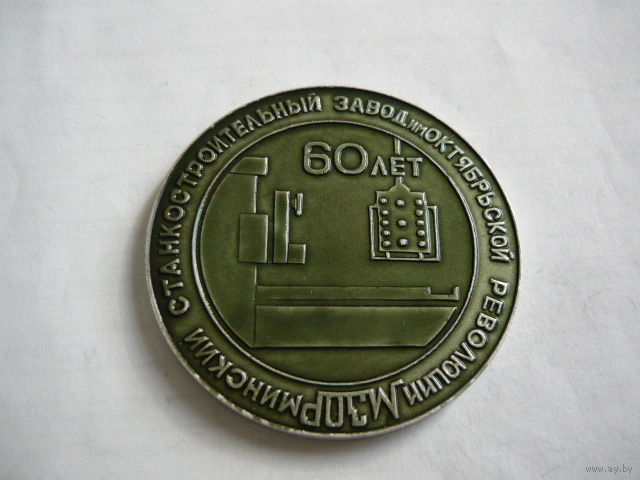 МИНСКИЙ СТАНКОСТРОИТЕЛЬНЫЙ ЗАВОД им ОКТЯБРЬСКОЙ РЕВОЛЮЦИИ
МЗОР
60 ЛЕТ
www.ay.by